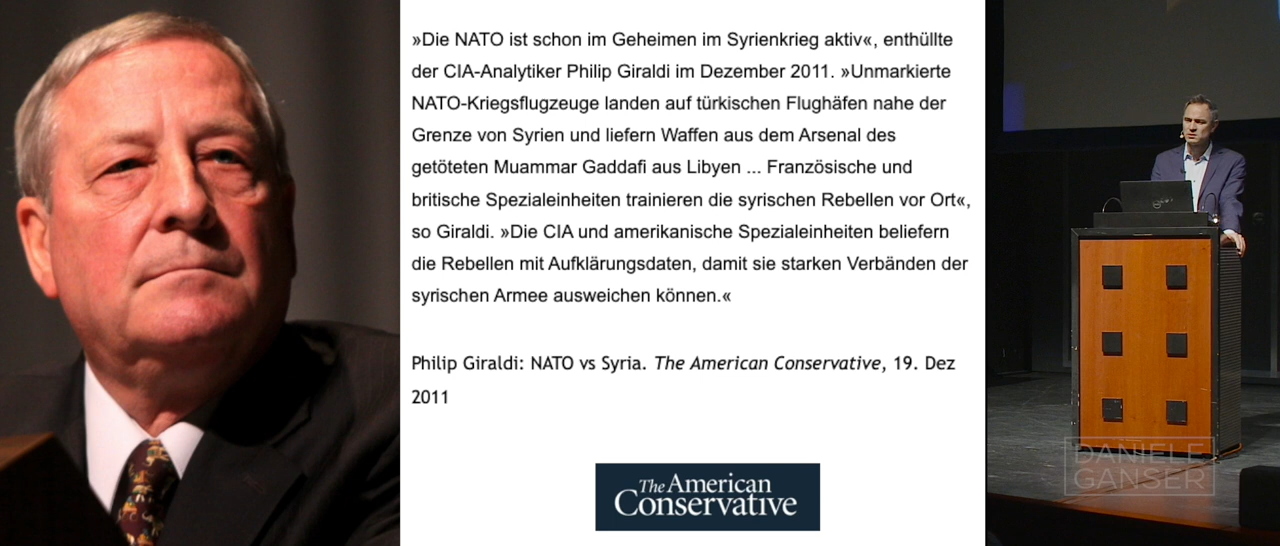 »Die NATO ist schon im Geheimen im Syrienkrieg aktiv«, enthüllte
der CIA-Analytiker Philip Giraldi im Dezember 2011. »Unmarkierte
NATO-Kriegsflugzeuge landen auf türkischen Flughäfen nahe der
Grenze von Syrien und liefern Waffen aus dem Arsenal des
getöteten Muammar Gaddafi aus Libyen ... Französische und
britische Spezialeinheiten trainieren die syrischen Rebellen vor Ort«,
so Giraldi. »Die CIA und amerikanische Spezialeinheiten beliefern
die Rebellen mit Aufklärungsdaten, damit sie starken Verbänden der
syrischen Armee ausweichen können.«
Philip Giraldi: NATO vs Syria. The American Conservative, 19. Dez
2011
The American
Conservative
DANIELE
GANSER